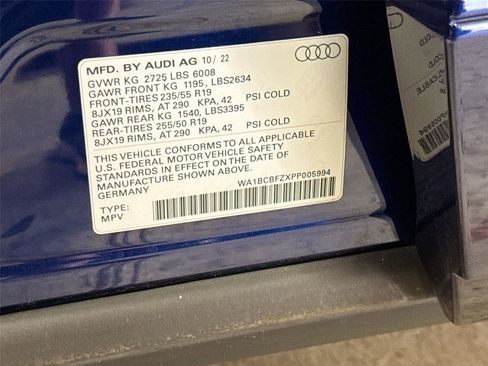 MFD. BY AUDI AG 10/ 22
GVWR KG 2725 LBS 6008
GAWR FRONT KG 1195, LBS2634
FRONT-TIRES 235/55 R19
8JX19 RIMS, AT 290 KPA, 42 PSI COLD
GAWR REAR KG 1540, LBS3395
REAR-TIRES 255/50 R19
8JX19 RIMS, AT 290 KPA, 42 PSI COLD
THIS VEHICLE CONFORMS TO ALL APPLICABLE
U.S. FEDERAL MOTOR VEHICLE SAFETY
STANDARDS IN EFFECT ON THE DATE OF
MANUFACTURE SHOWN ABOVE.
GERMANY
WA1BCBFZXPP005994
TYPE:
MPV
COLD
COLD